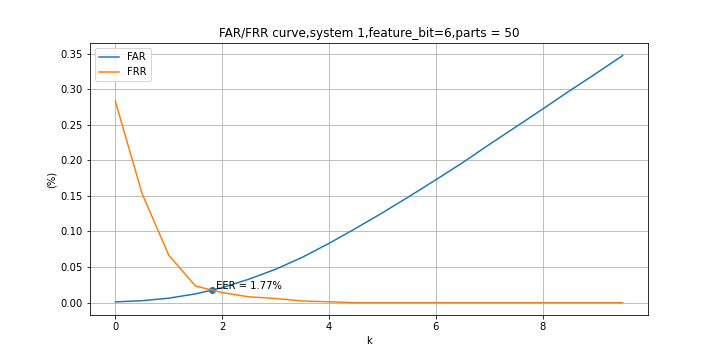 FAR/FRR curve,system 1,feature_bit=6,parts = 50
FAR
FRR
0.35
0.30
0.25
0.20
0.15
0.10
0.05
0.00
(%)
EER = 1.77%
0 2 4 6 8
k